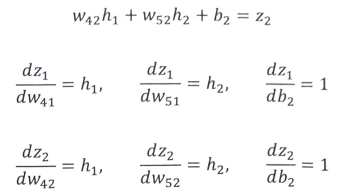 w₄₂h₁ + w₅₂h₂ + b₂ = z₂
dz₁/dw₄₁ = h₁, dz₁/dw₅₁ = h₂, dz₁/db₂ = 1
dz₂/dw₄₂ = h₁, dz₂/dw₅₂ = h₂, dz₂/db₂ = 1